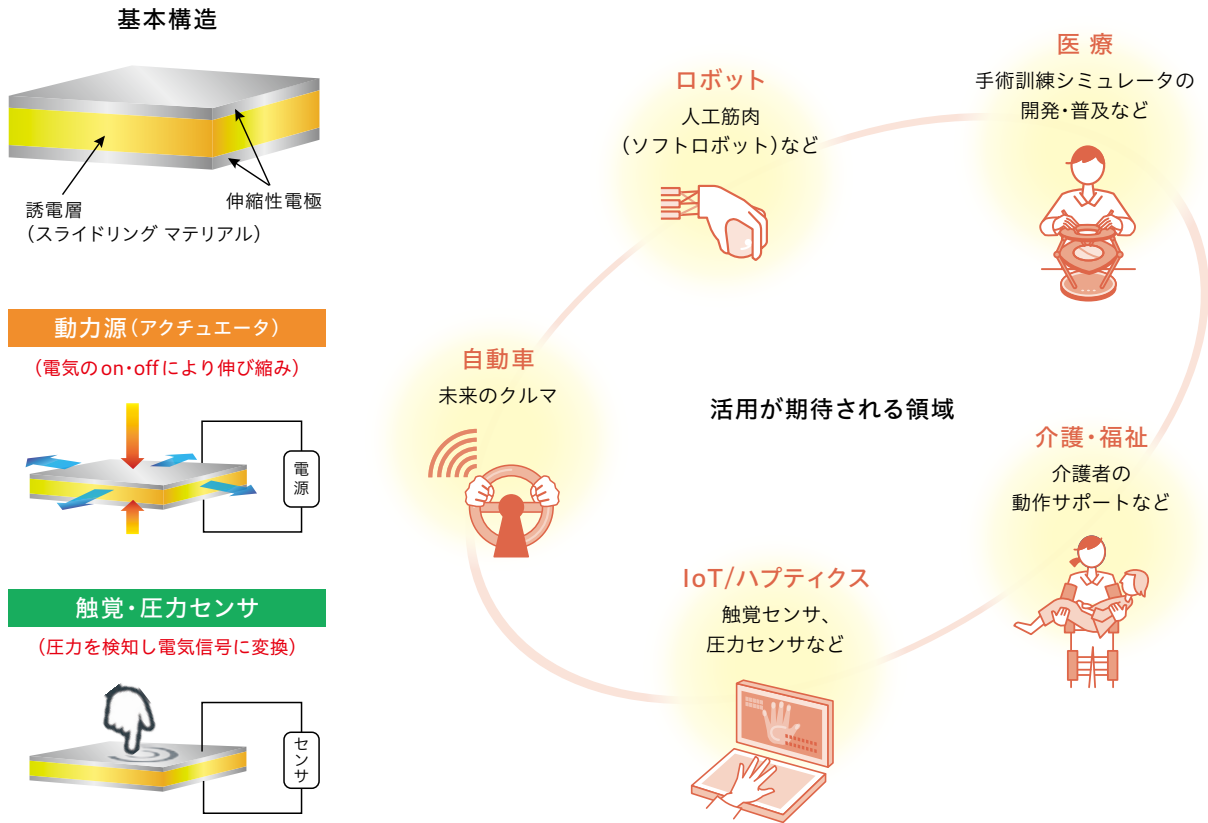 基本構造
誘電層
（スライドリング マテリアル）
伸縮性電極
動力源（アクチュエータ）
（電気のon・offにより伸び縮み）
電源
触覚・圧力センサ
（圧力を検知し電気信号に変換）
センサ
ロボット
人工筋肉
（ソフトロボット）など
医 療
手術訓練シミュレータの
開発・普及など
自動車
未来のクルマ
活用が期待される領域
介護・福祉
介護者の
動作サポートなど
IoT/ハプティクス
触覚センサ、
圧力センサなど